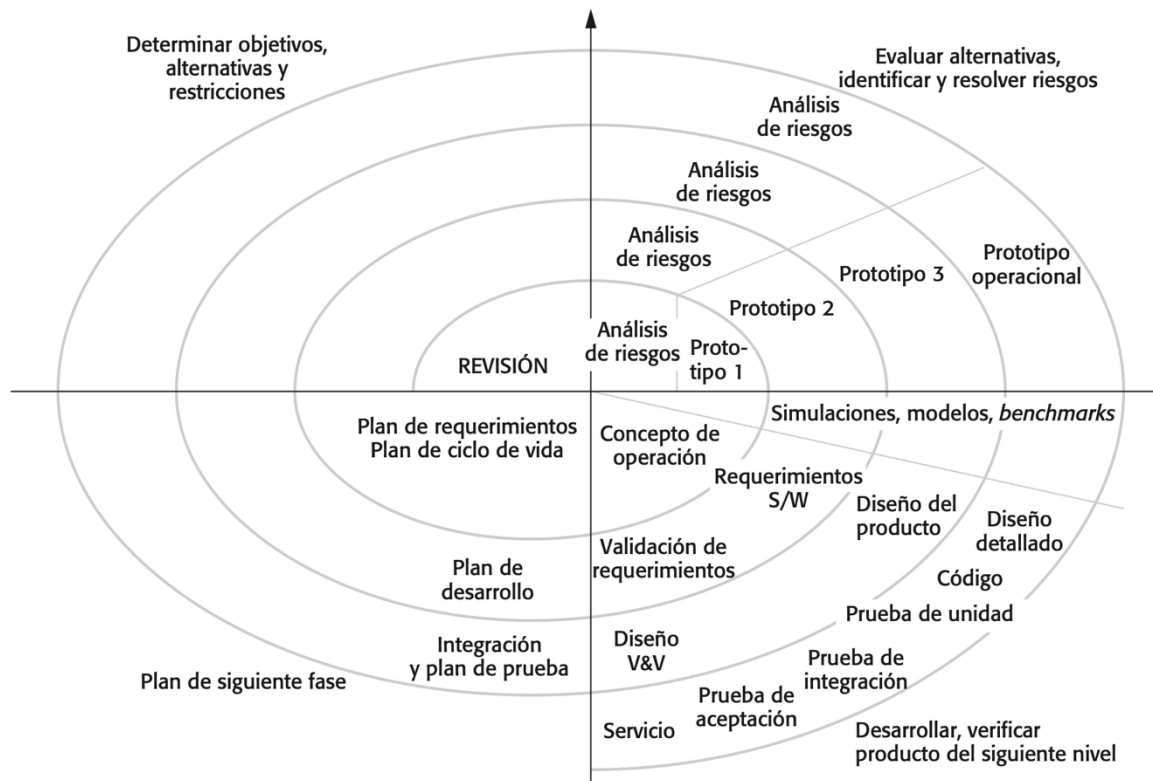 Determinar objetivos,
alternativas y
restricciones
Evaluar alternativas,
identificar y resolver riesgos
Análisis
de riesgos
Análisis
de riesgos
Análisis
de riesgos
Prototipo
operacional
Prototipo 3
Prototipo 2
Análisis
de riesgos
Proto-
tipo 1
REVISIÓN
Simulaciones, modelos, benchmarks
Plan de requerimientos
Plan de ciclo de vida
Concepto de
operación
Requerimientos
S/W
Diseño del
producto
Diseño
detallado
Validación de
requerimientos
Plan de
desarrollo
Código
Prueba de unidad
Integración
y plan de prueba
Diseño
V&V
Prueba de
integración
Plan de siguiente fase
Prueba de
aceptación
Servicio
Desarrollar, verificar
producto del siguiente nivel